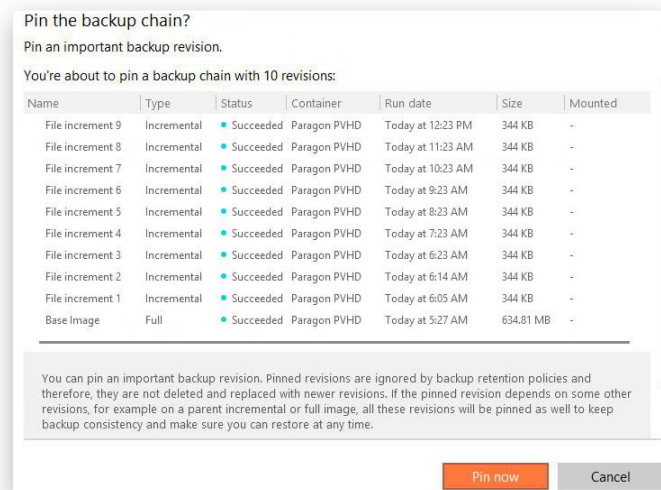 Pin the backup chain?
Pin an important backup revision.
You're about to pin a backup chain with 10 revisions:
Name Type Status Container Run date Size Mounted
File increment 9 Incremental Succeeded Paragon PVHD Today at 12:23 PM 344 KB -
File increment 8 Incremental Succeeded Paragon PVHD Today at 11:23 AM 344 KB -
File increment 7 Incremental Succeeded Paragon PVHD Today at 10:23 AM 344 KB -
File increment 6 Incremental Succeeded Paragon PVHD Today at 9:23 AM 344 KB -
File increment 5 Incremental Succeeded Paragon PVHD Today at 8:23 AM 344 KB -
File increment 4 Incremental Succeeded Paragon PVHD Today at 7:23 AM 344 KB -
File increment 3 Incremental Succeeded Paragon PVHD Today at 6:23 AM 344 KB -
File increment 2 Incremental Succeeded Paragon PVHD Today at 6:14 AM 344 KB -
File increment 1 Incremental Succeeded Paragon PVHD Today at 6:05 AM 344 KB -
Base Image Full Succeeded Paragon PVHD Today at 5:27 AM 634.81 MB -
You can pin an important backup revision. Pinned revisions are ignored by backup retention policies and
therefore, they are not deleted and replaced with newer revisions. If the pinned revision depends on some other
revisions, for example on a parent incremental or full image, all these revisions will be pinned as well to keep
backup consistency and make sure you can restore at any time.
Pin now Cancel